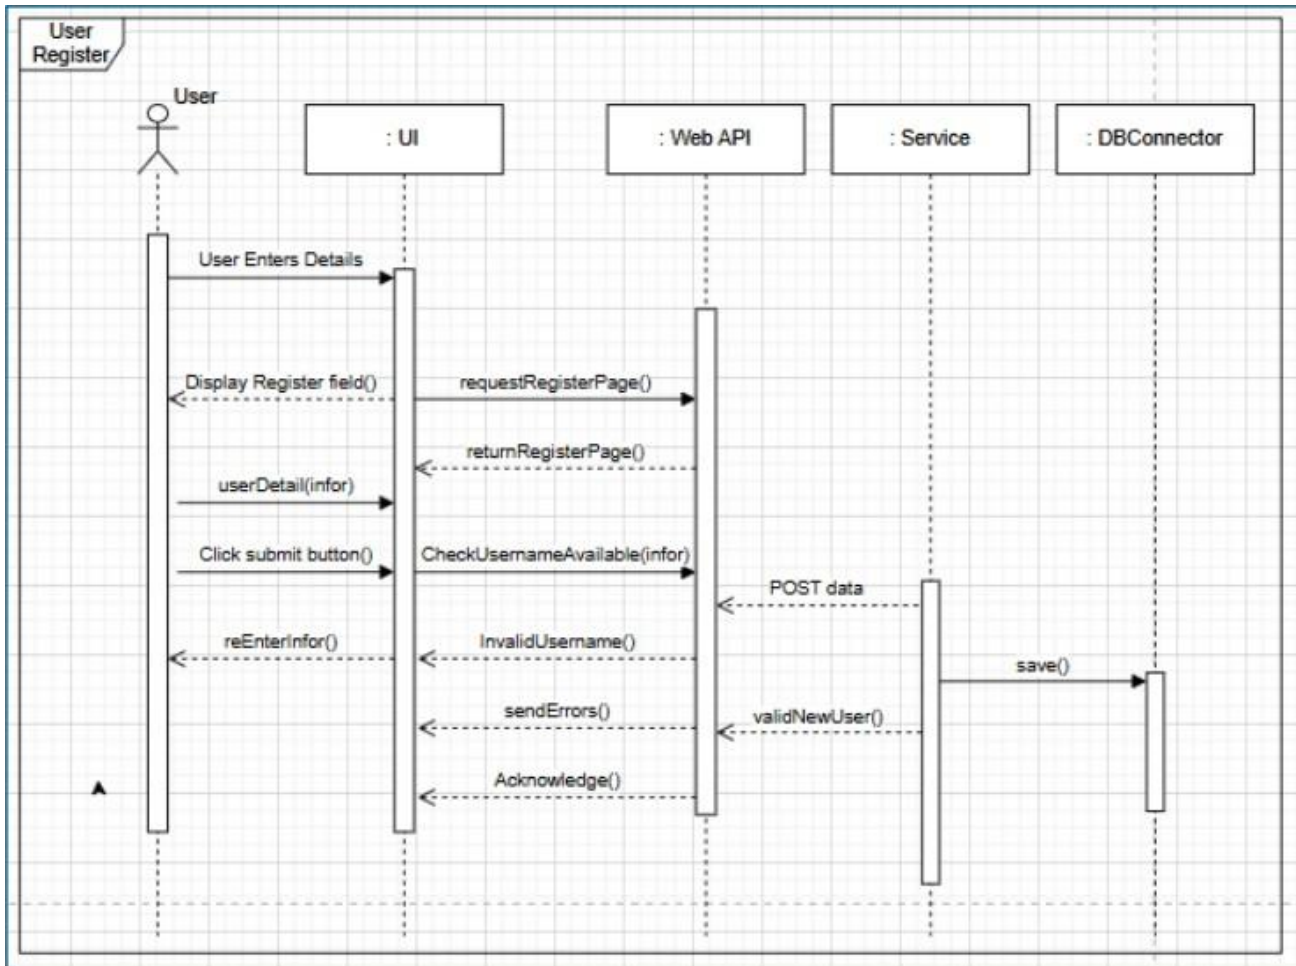 User
Register
User
: UI
: Web API
: Service
: DBConnector
User Enters Details
Display Register field()
requestRegisterPage()
returnRegisterPage()
userDetail(infor)
Click submit button()
CheckUsernameAvailable(infor)
POST data
reEnterInfor()
InvalidUsername()
save()
sendErrors()
validNewUser()
Acknowledge()